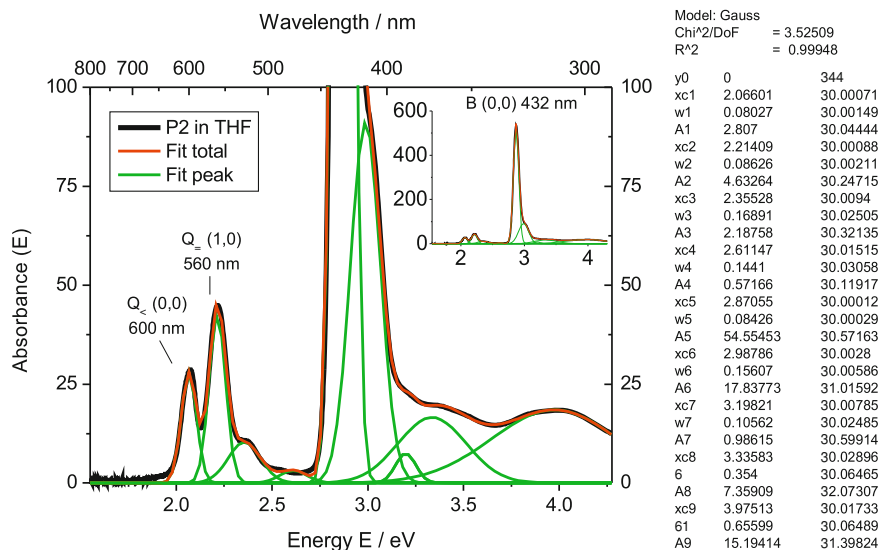 Wavelength / nm
800 700 600 500 400 300
100 100
75 75
50 50
25 25
0 0
Absorbance (E)
P2 in THF
Fit total
Fit peak
B (0,0) 432 nm
600
400
200
0
2 3 4
Q= (1,0)
560 nm
Q< (0,0)
600 nm
2.0 2.5 3.0 3.5 4.0
Energy E / eV
Model: Gauss
Chi^2/DoF = 3.52509
R^2 = 0.99948
y0 0 344
xc1 2.06601 30.00071
w1 0.08027 30.00149
A1 2.807 30.04444
xc2 2.21409 30.00088
w2 0.08626 30.00211
A2 4.63264 30.24715
xc3 2.35528 30.0094
w3 0.16891 30.02505
A3 2.18758 30.32135
xc4 2.61147 30.01515
w4 0.1441 30.03058
A4 0.57166 30.11917
xc5 2.87055 30.00012
w5 0.08426 30.00029
A5 54.55453 30.57163
xc6 2.98786 30.0028
w6 0.15607 30.00586
A6 17.83773 31.01592
xc7 3.19821 30.00785
w7 0.10562 30.02485
A7 0.98615 30.59914
xc8 3.33583 30.02896
6 0.354 30.06465
A8 7.35909 32.07307
xc9 3.97513 30.01733
61 0.65599 30.06489
A9 15.19414 31.39824